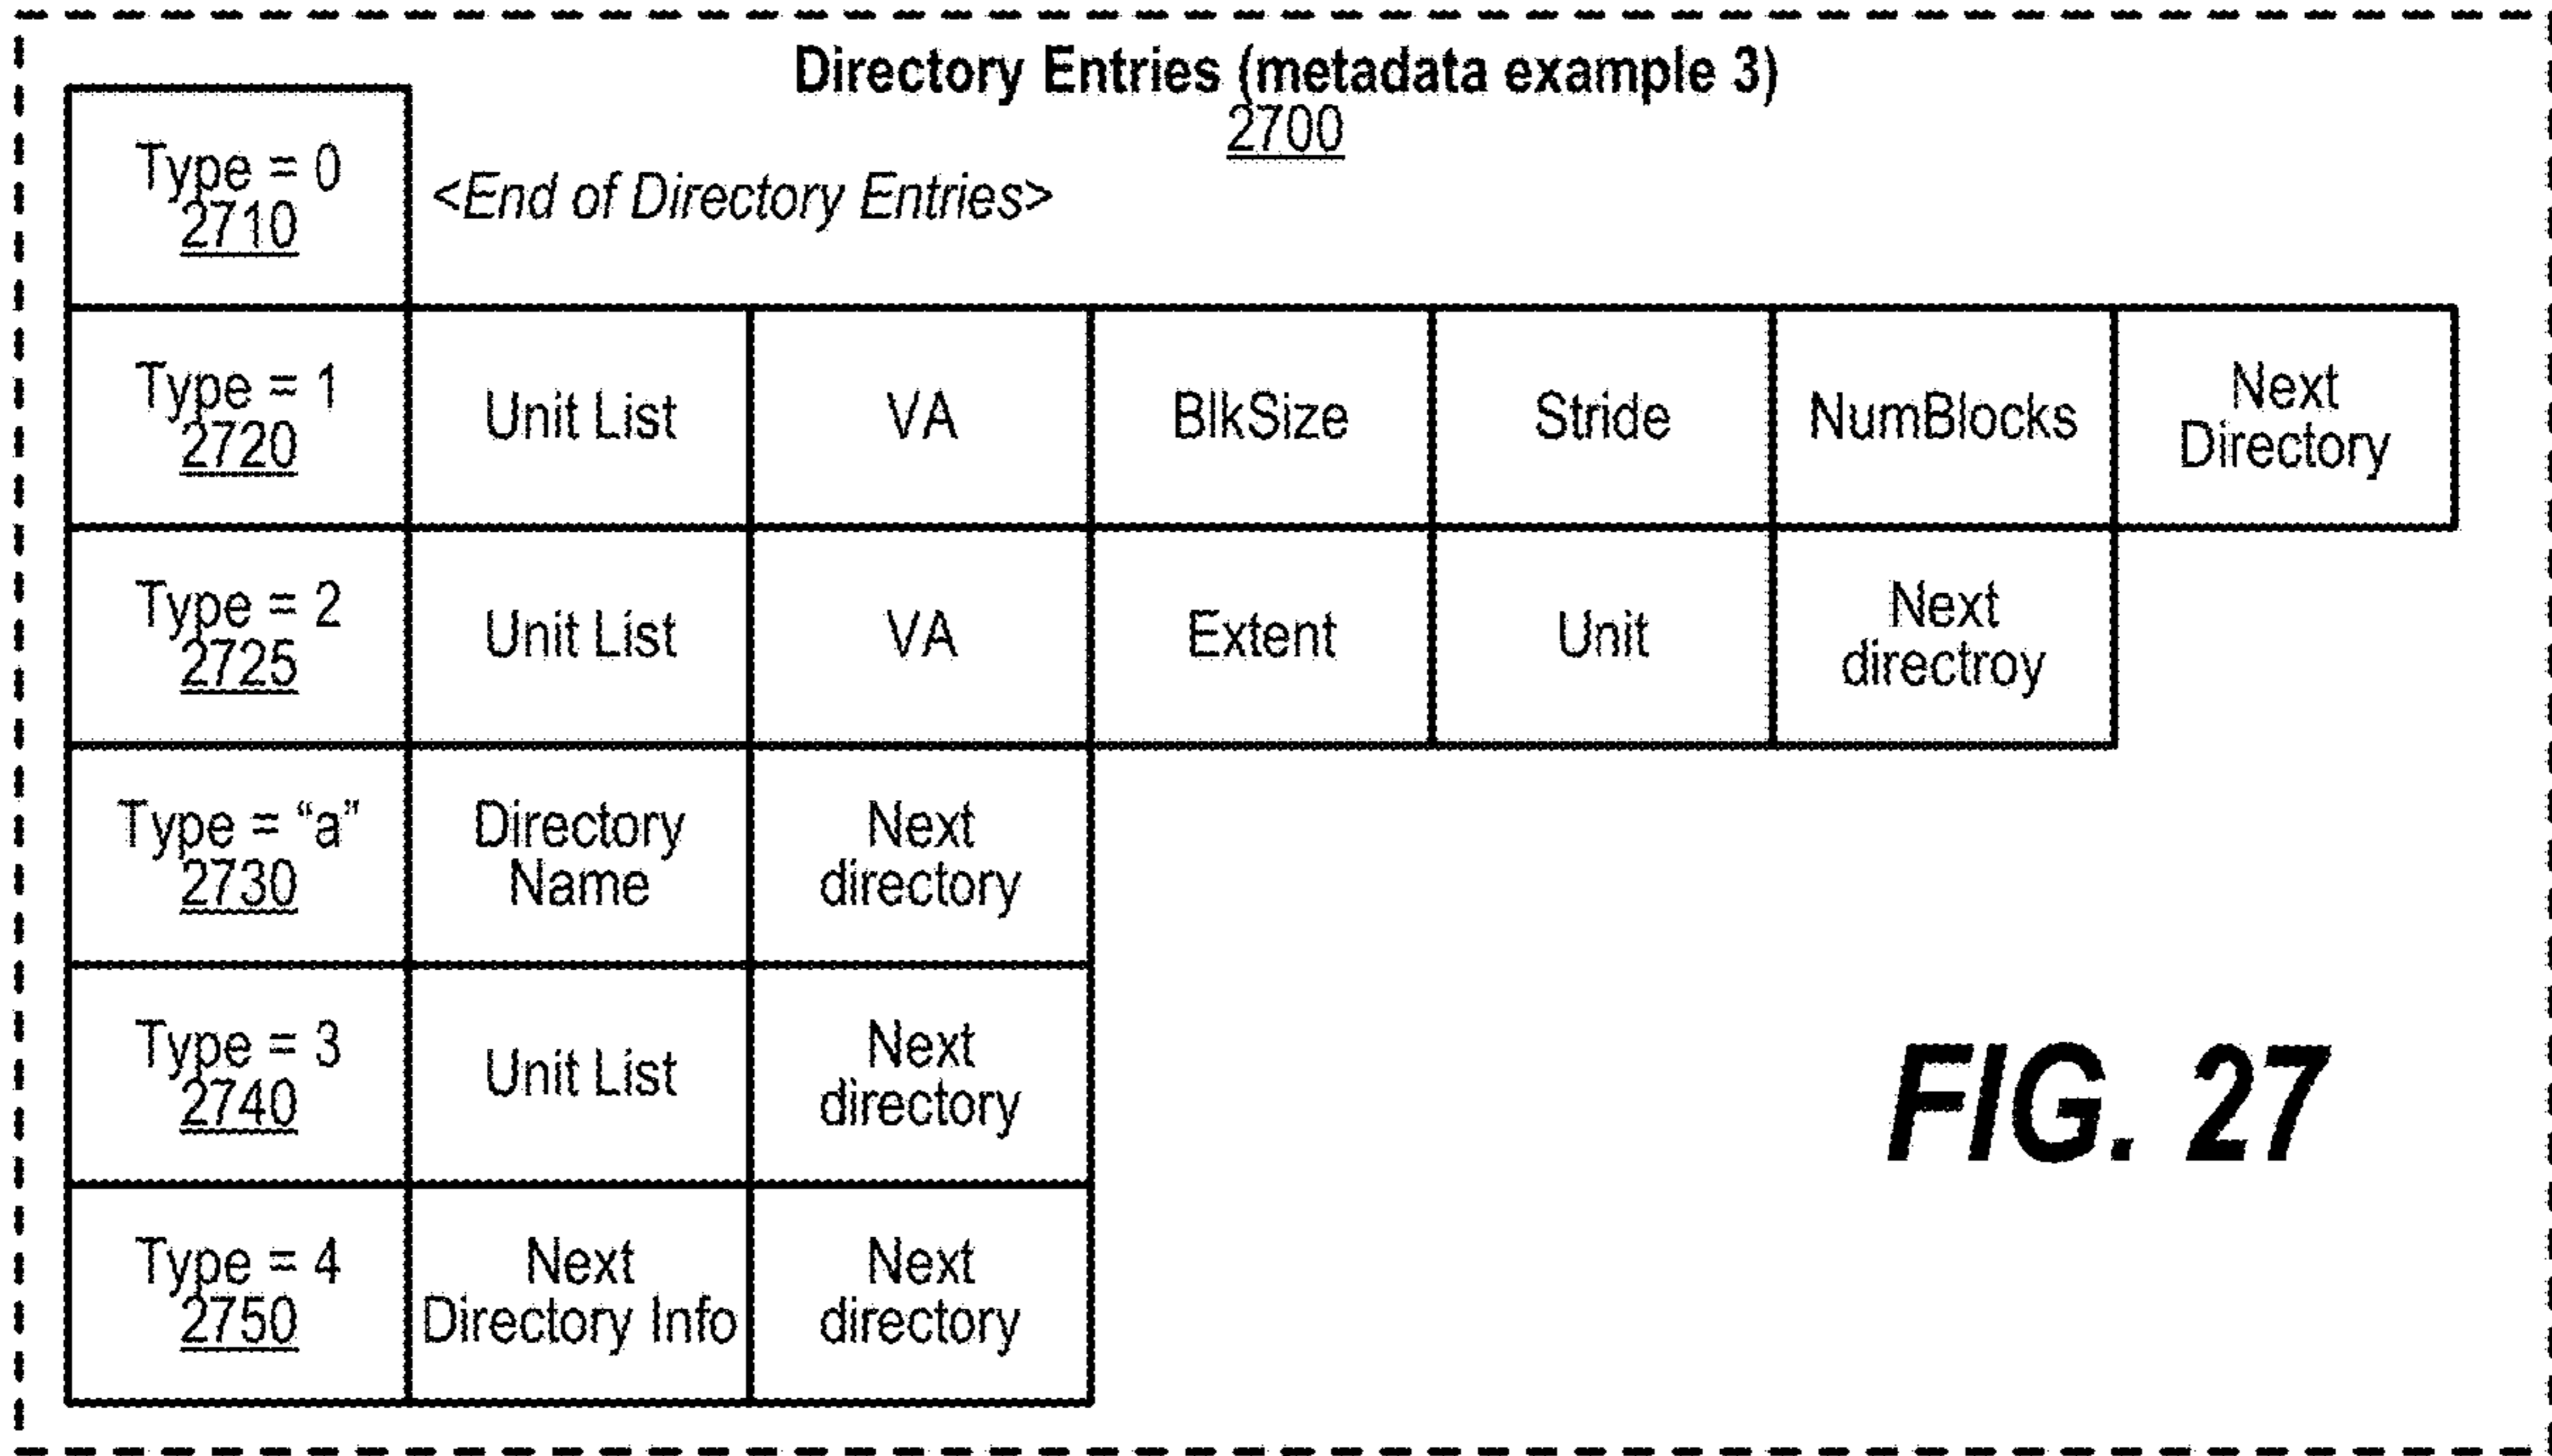 Directory Entries (metadata example 3)
2700
Type = 0
2710
<End of Directory Entries>
Type = 1
2720
Unit List
VA
BlkSize
Stride
NumBlocks
Next
Directory
Type = 2
2725
Unit List
VA
Extent
Unit
Next
directroy
Type = “a”
2730
Directory
Name
Next
directory
Type = 3
2740
Unit List
Next
directory
Type = 4
2750
Next
Directory Info
Next
directory
FIG. 27